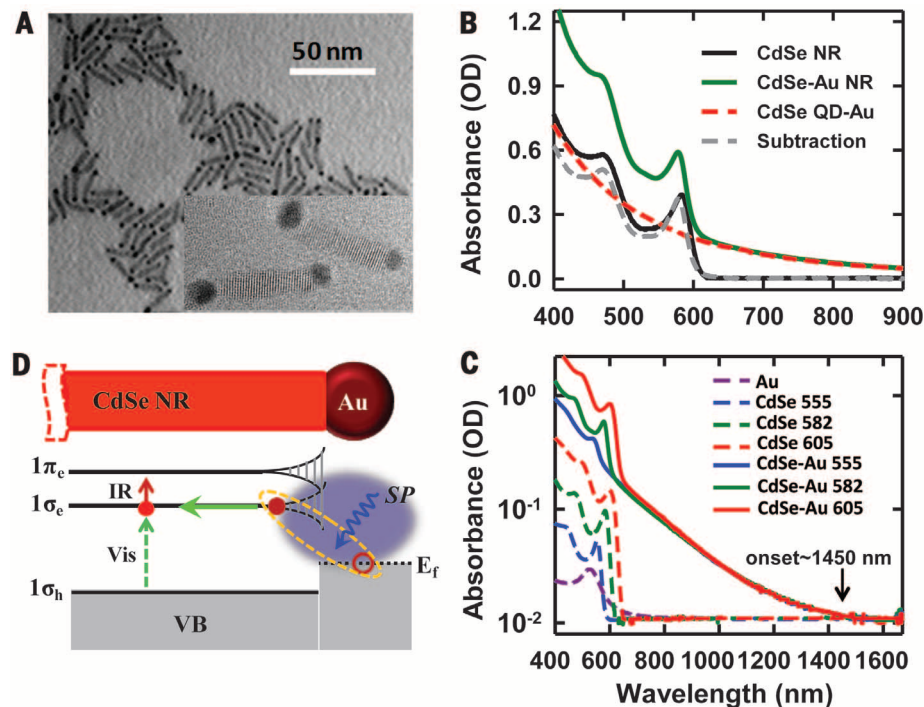 A
50 nm
B
Absorbance (OD)
1.2
0.9
0.6
0.3
0.0
CdSe NR
CdSe-Au NR
CdSe QD-Au
Subtraction
400 500 600 700 800 900
D
CdSe NR
Au
1πe
IR
1σe
SP
Vis
Ef
1σh
VB
C
Absorbance (OD)
10⁰
10⁻¹
10⁻²
Au
CdSe 555
CdSe 582
CdSe 605
CdSe-Au 555
CdSe-Au 582
CdSe-Au 605
onset~1450 nm
400 600 800 1000 1200 1400 1600
Wavelength (nm)